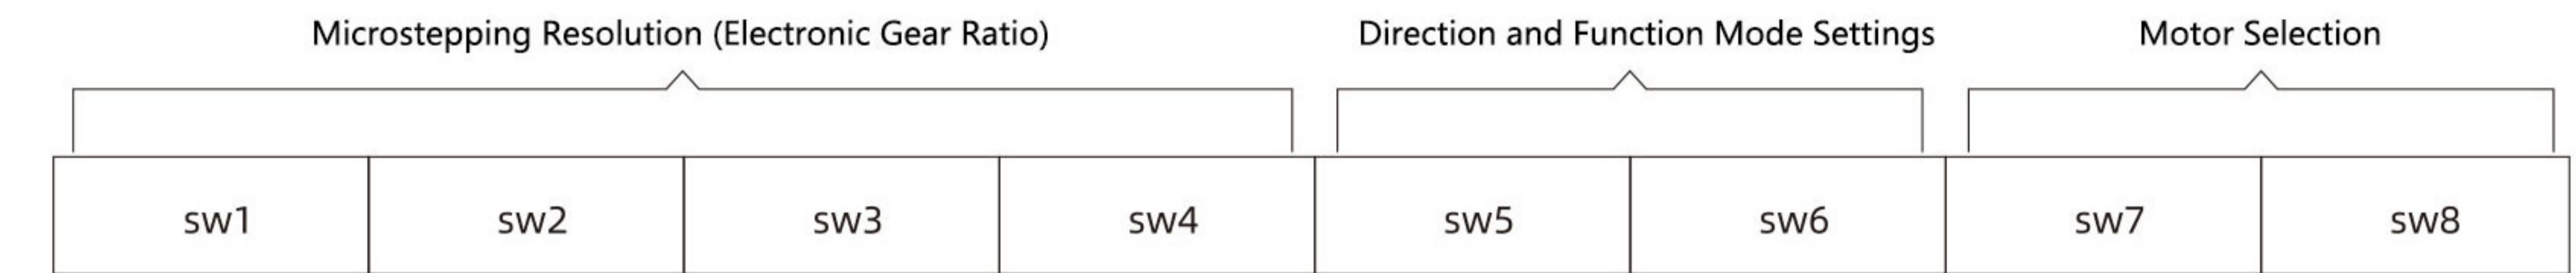 Microstepping Resolution (Electronic Gear Ratio) Direction and Function Mode Settings Motor Selection
sw1 sw2 sw3 sw4 sw5 sw6 sw7 sw8